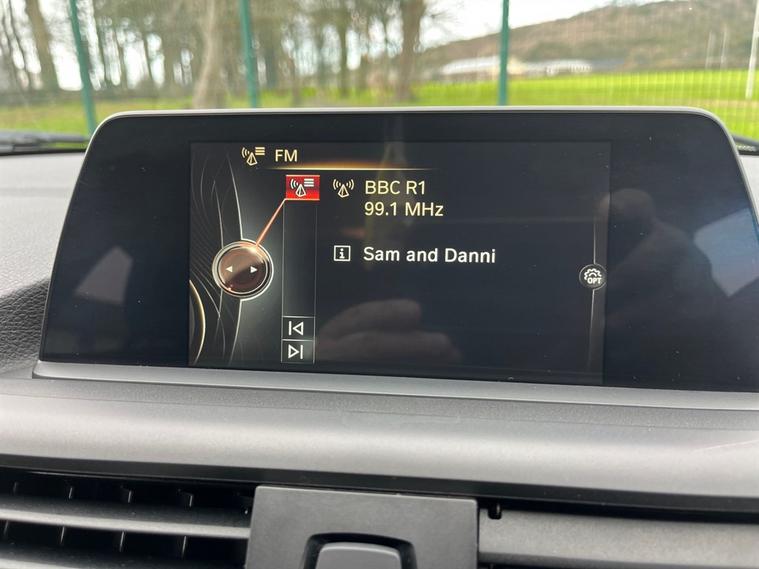 FM
BBC R1
99.1 MHz
Sam and Danni
OPT